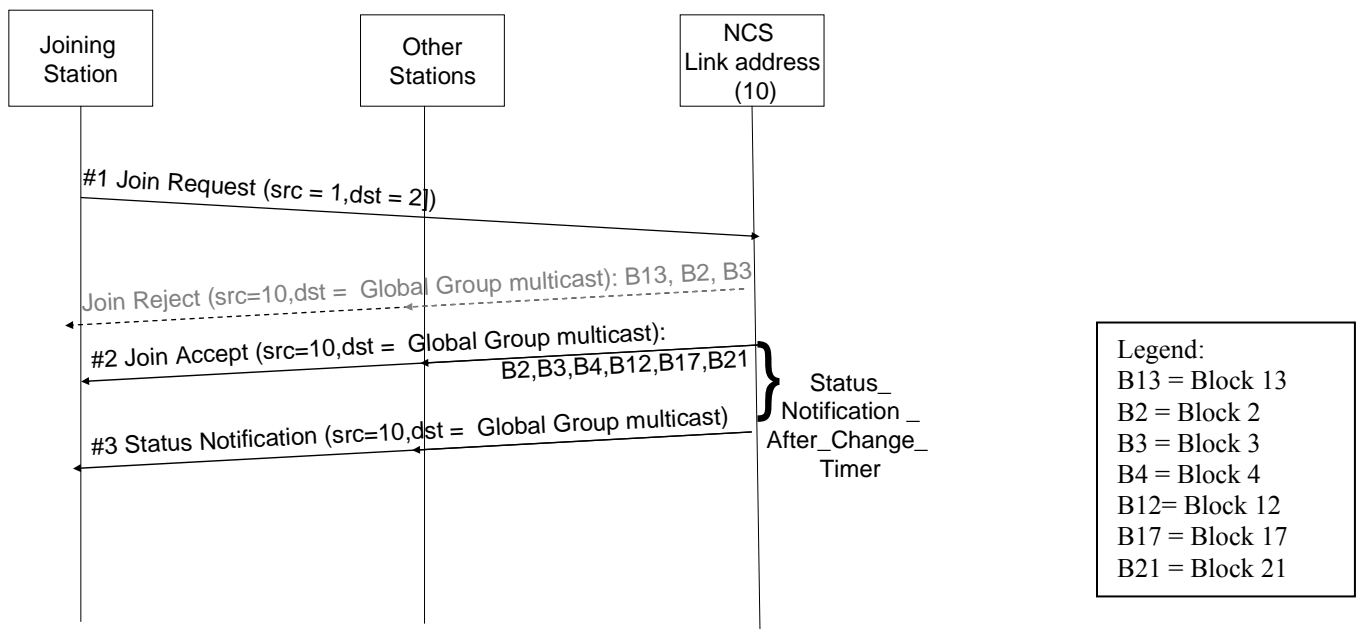 Joining
Station
Other
Stations
NCS
Link address
(10)
#1 Join Request (src = 1,dst = 2])
Join Reject (src=10,dst = Global Group multicast): B13, B2, B3
#2 Join Accept (src=10,dst = Global Group multicast):
B2,B3,B4,B12,B17,B21
#3 Status Notification (src=10,dst = Global Group multicast)
Status_
Notification _
After_Change_
Timer
Legend:
B13 = Block 13
B2 = Block 2
B3 = Block 3
B4 = Block 4
B12= Block 12
B17 = Block 17
B21 = Block 21